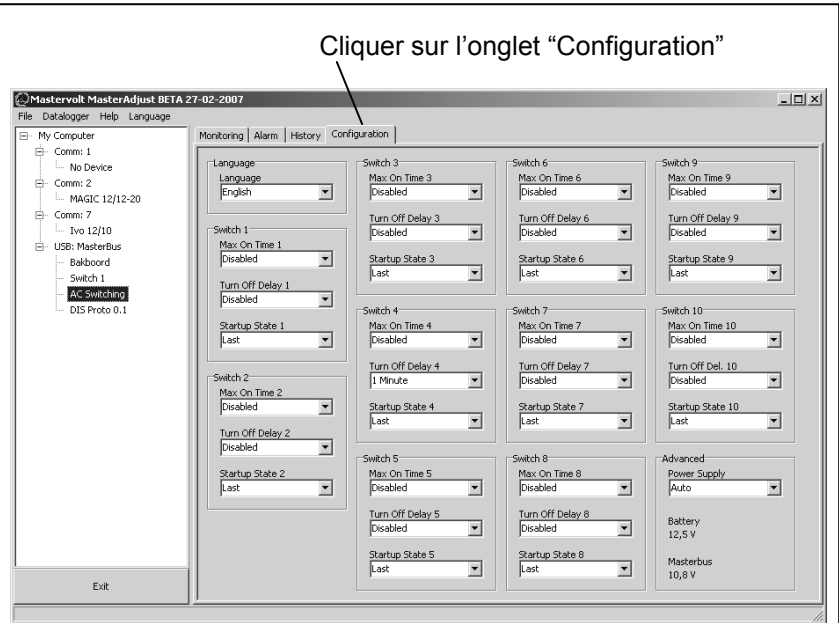 Cliquer sur l’onglet “Configuration”
Mastervolt MasterAdjust BETA 27-02-2007
File Datalogger Help Language
My Computer
Comm: 1
No Device
Comm: 2
MAGIC 12/12-20
Comm: 7
Ivo 12/10
USB: MasterBus
Bakboord
Switch 1
AC Switching
DIS Proto 0.1
Exit
Monitoring Alarm History Configuration
Language
Language
English
Switch 1
Max On Time 1
Disabled
Turn Off Delay 1
Disabled
Startup State 1
Last
Switch 2
Max On Time 2
Disabled
Turn Off Delay 2
Disabled
Startup State 2
Last
Switch 3
Max On Time 3
Disabled
Turn Off Delay 3
Disabled
Startup State 3
Last
Switch 4
Max On Time 4
Disabled
Turn Off Delay 4
1 Minute
Startup State 4
Last
Switch 5
Max On Time 5
Disabled
Turn Off Delay 5
Disabled
Startup State 5
Last
Switch 6
Max On Time 6
Disabled
Turn Off Delay 6
Disabled
Startup State 6
Last
Switch 7
Max On Time 7
Disabled
Turn Off Delay 7
Disabled
Startup State 7
Last
Switch 8
Max On Time 8
Disabled
Turn Off Delay 8
Disabled
Startup State 8
Last
Switch 9
Max On Time 9
Disabled
Turn Off Delay 9
Disabled
Startup State 9
Last
Switch 10
Max On Time 10
Disabled
Turn Off Del. 10
Disabled
Startup State 10
Last
Advanced
Power Supply
Auto
Battery
12,5 V
Masterbus
10,8 V